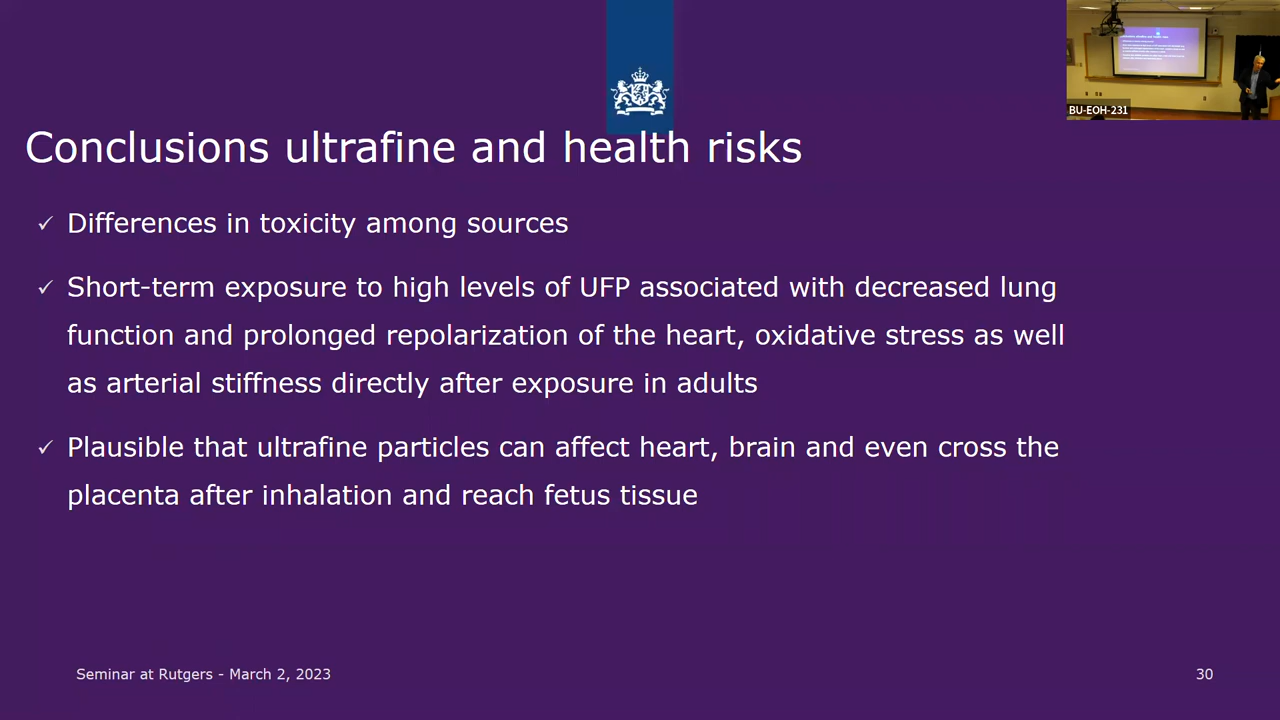 BU-EOH-231
Conclusions ultrafine and health risks
✓ Differences in toxicity among sources
✓ Short-term exposure to high levels of UFP associated with decreased lung
function and prolonged repolarization of the heart, oxidative stress as well
as arterial stiffness directly after exposure in adults
✓ Plausible that ultrafine particles can affect heart, brain and even cross the
placenta after inhalation and reach fetus tissue
Seminar at Rutgers - March 2, 2023
30